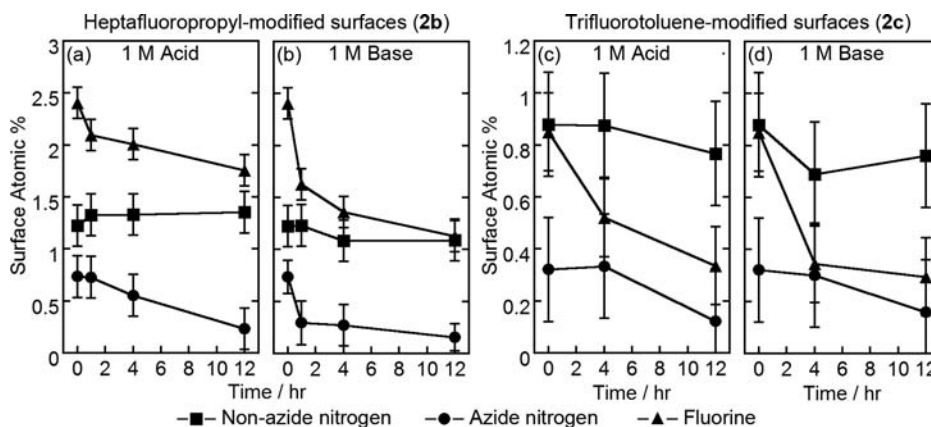 Heptafluoropropyl-modified surfaces (2b)
Trifluorotoluene-modified surfaces (2c)
(a) 1 M Acid
(b) 1 M Base
(c) 1 M Acid
(d) 1 M Base
Surface Atomic %
3
2.5
2
1.5
1
0.5
0
0 2 4 6 8 10 12
0 2 4 6 8 10 12
Time / hr
Time / hr
Surface Atomic %
1.2
1
0.8
0.6
0.4
0.2
0
0 2 4 6 8 10 12
0 2 4 6 8 10 12
Time / hr
Time / hr
Non-azide nitrogen
Azide nitrogen
Fluorine